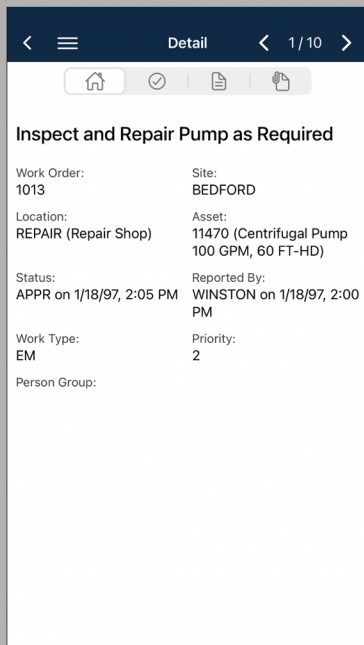 Detail
1/10
Inspect and Repair Pump as Required
Work Order:
1013
Site:
BEDFORD
Location:
REPAIR (Repair Shop)
Asset:
11470 (Centrifugal Pump
100 GPM, 60 FT-HD)
Status:
APPR on 1/18/97, 2:05 PM
Reported By:
WINSTON on 1/18/97, 2:00
PM
Work Type:
EM
Priority:
2
Person Group: